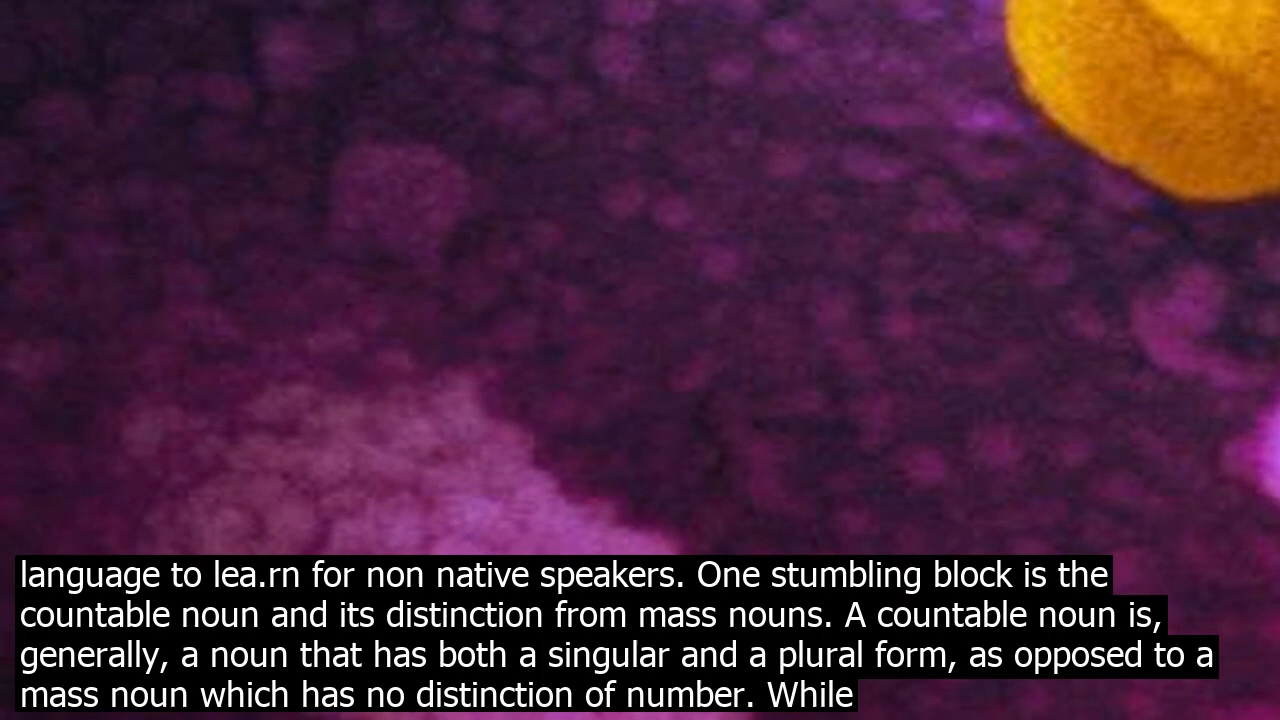 language to lea.rn for non native speakers. One stumbling block is the
countable noun and its distinction from mass nouns. A countable noun is,
generally, a noun that has both a singular and a plural form, as opposed to a
mass noun which has no distinction of number. While